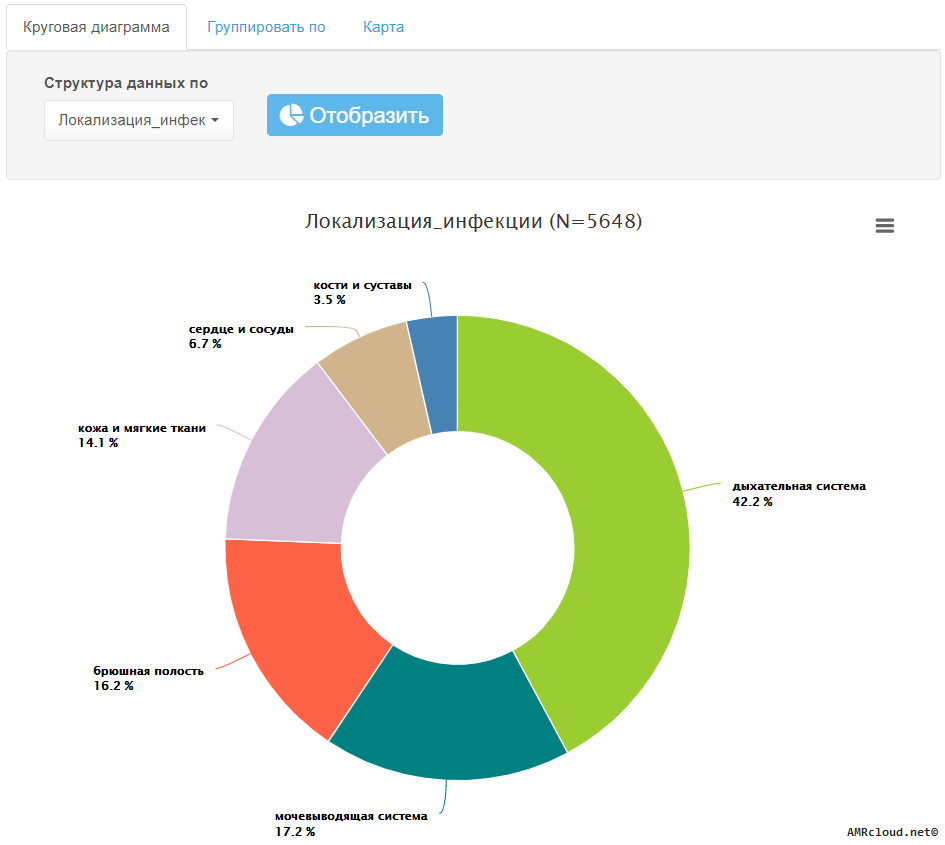 Круговая диаграмма
Группировать по
Карта
Структура данных по
Локализация_инфек
Отобразить
Локализация_инфекции (N=5648)
кости и суставы
3.5 %
сердце и сосуды
6.7 %
кожа и мягкие ткани
14.1 %
дыхательная система
42.2 %
брюшная полость
16.2 %
мочевыводящая система
17.2 %
AMRcloud.net©